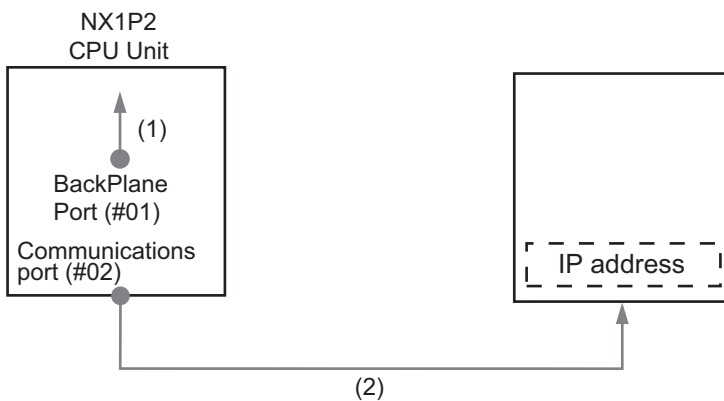 NX1P2
CPU Unit
(1)
BackPlane
Port (#01)
Communications
port (#02)
IP address
(2)